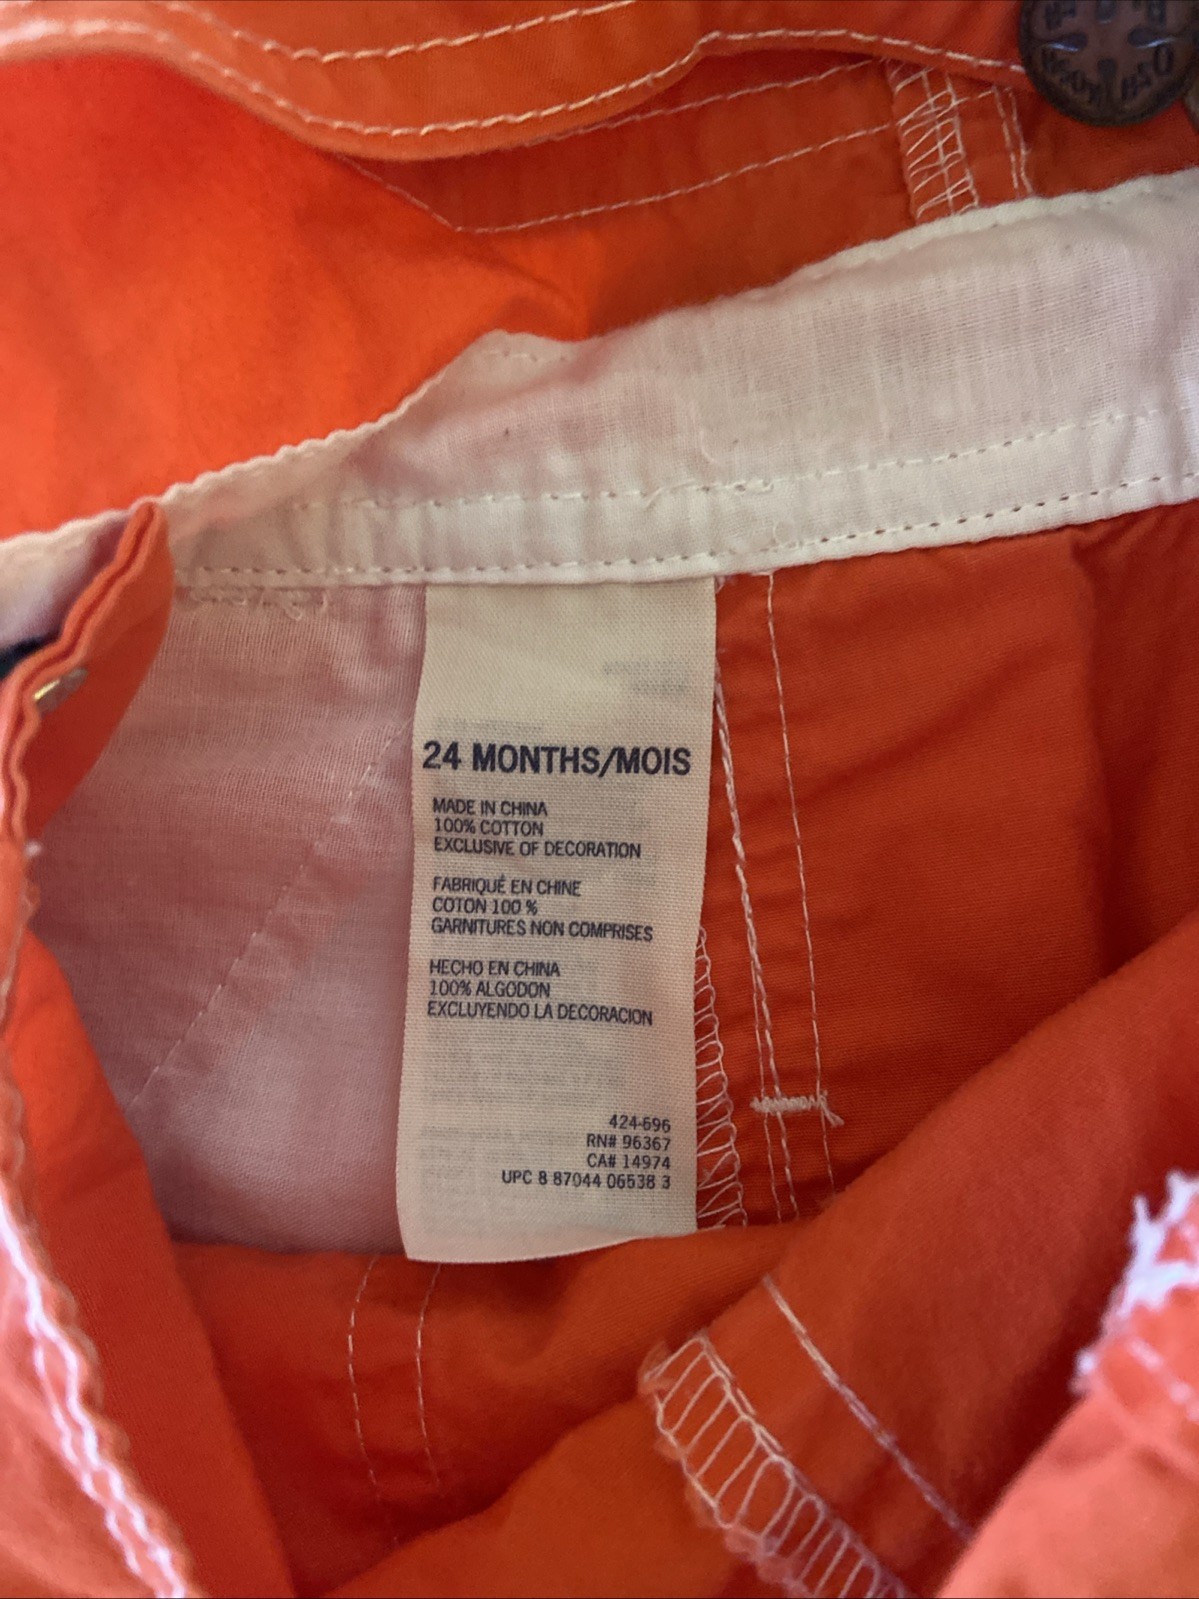 OSH KOSH
24 MONTHS/MOIS
MADE IN CHINA
100% COTTON
EXCLUSIVE OF DECORATION
FABRIQUÉ EN CHINE
COTON 100 %
GARNITURES NON COMPRISES
HECHO EN CHINA
100% ALGODON
EXCLUYENDO LA DECORACION
424-696
RN# 96367
CA# 14974
UPC 8 87044 06538 3